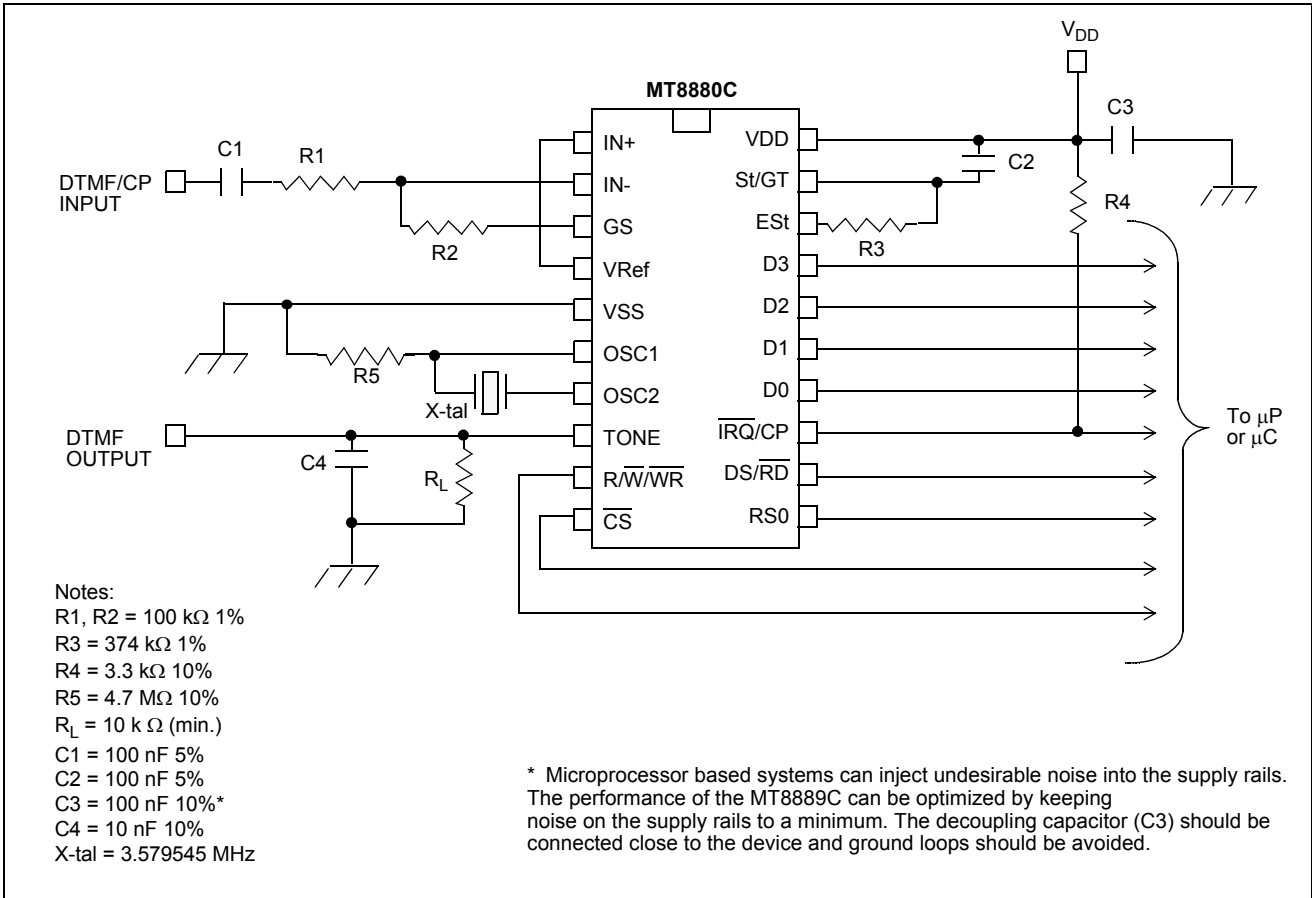 VDD
MT8880C
C3
C1
R1
IN+
VDD
C2
DTMF/CP
INPUT
IN-
St/GT
R4
GS
ESt
R2
R3
VRef
D3
VSS
D2
OSC1
D1
R5
OSC2
D0
X-tal
To μP
or μC
DTMF
OUTPUT
TONE
I̅R̅Q̅/CP
C4
RL
R/W̅/W̅R̅
DS/R̅D̅
C̅S̅
RS0
Notes:
R1, R2 = 100 kΩ 1%
R3 = 374 kΩ 1%
R4 = 3.3 kΩ 10%
R5 = 4.7 MΩ 10%
RL = 10 k Ω (min.)
C1 = 100 nF 5%
C2 = 100 nF 5%
C3 = 100 nF 10%*
C4 = 10 nF 10%
X-tal = 3.579545 MHz
* Microprocessor based systems can inject undesirable noise into the supply rails.
The performance of the MT8889C can be optimized by keeping
noise on the supply rails to a minimum. The decoupling capacitor (C3) should be
connected close to the device and ground loops should be avoided.